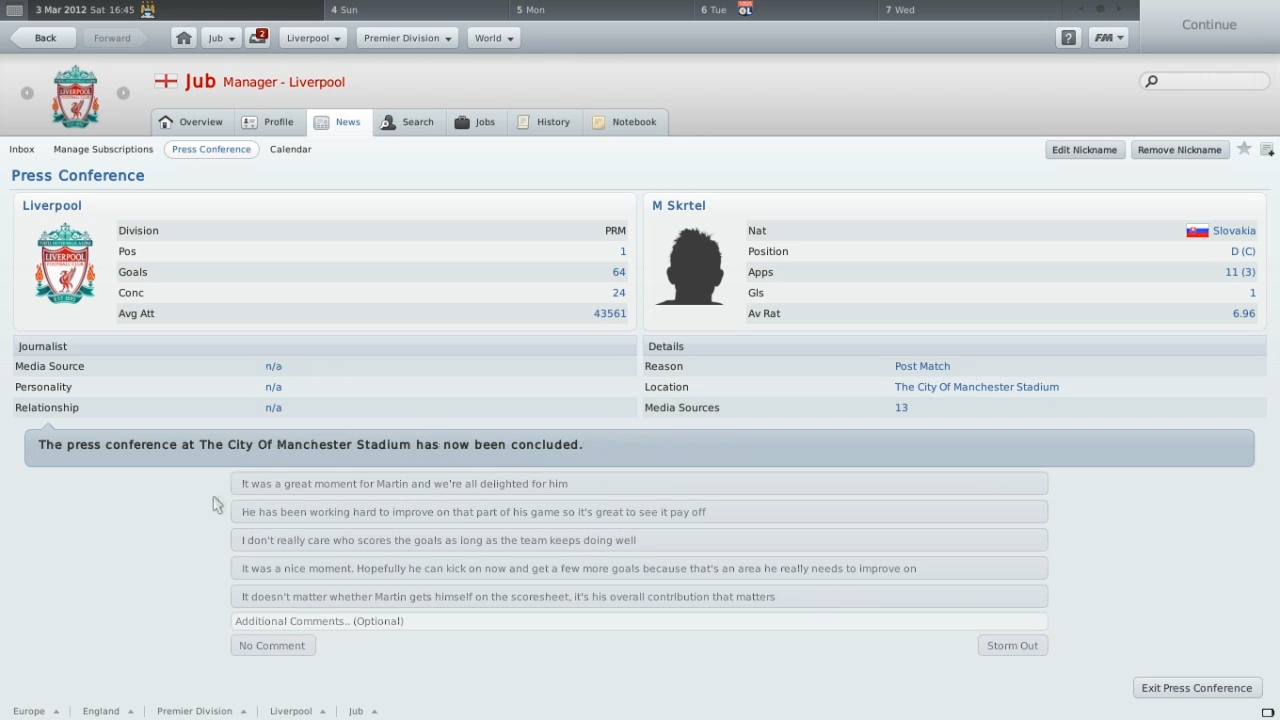 3 Mar 2012 Sat 16:45
4 Sun
5 Mon
6 Tue
7 Wed
Continue
Back
Forward
Job
2
Liverpool
Premier Division
World
?
FM
Jub Manager - Liverpool
Overview
Profile
News
Search
Jobs
History
Notebook
Inbox
Manage Subscriptions
Press Conference
Calendar
Edit Nickname
Remove Nickname
Press Conference
Liverpool
Division PRM
Pos 1
Goals 64
Conc 24
Avg Att 43561
M Skrtel
Nat Slovakia
Position D (C)
Apps 11 (3)
Gls 1
Av Rat 6.96
Journalist
Media Source n/a
Personality n/a
Relationship n/a
Details
Reason Post Match
Location The City Of Manchester Stadium
Media Sources 13
The press conference at The City Of Manchester Stadium has now been concluded.
It was a great moment for Martin and we're all delighted for him
He has been working hard to improve on that part of his game so it's great to see it pay off
I don't really care who scores the goals as long as the team keeps doing well
It was a nice moment. Hopefully he can kick on now and get a few more goals because that's an area he really needs to improve on
It doesn't matter whether Martin gets himself on the scoresheet, it's his overall contribution that matters
Additional Comments.. (Optional)
No Comment
Storm Out
Exit Press Conference
Europe
England
Premier Division
Liverpool
Jub